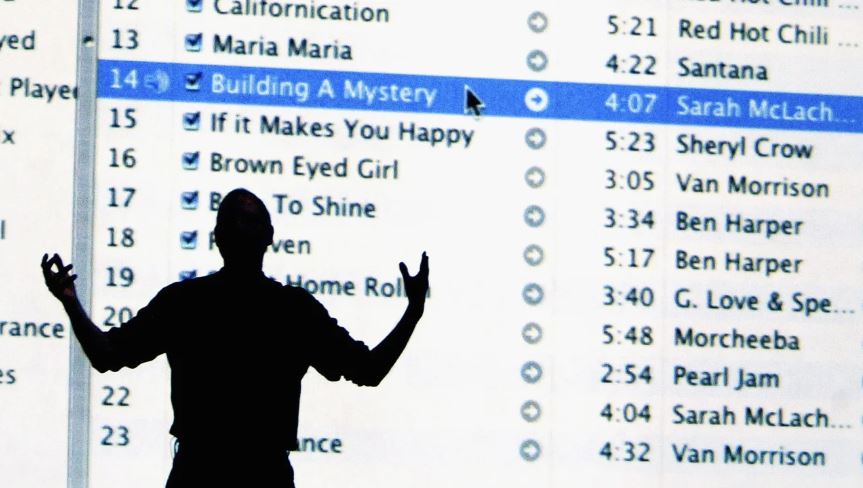 12 Californication 5:21 Red Hot Chili ...
yed 13 Maria Maria 4:22 Santana
Playe 14 Building A Mystery 4:07 Sarah McLach...
x 15 If it Makes You Happy 5:23 Sheryl Crow
16 Brown Eyed Girl 3:05 Van Morrison
17 To Shine 3:34 Ben Harper
l 18 ven 5:17 Ben Harper
19 Home Rol 3:40 G. Love & Spe...
rance 20 5:48 Morcheeba
es 2:54 Pearl Jam
22 4:04 Sarah McLach...
23 ance 4:32 Van Morrison